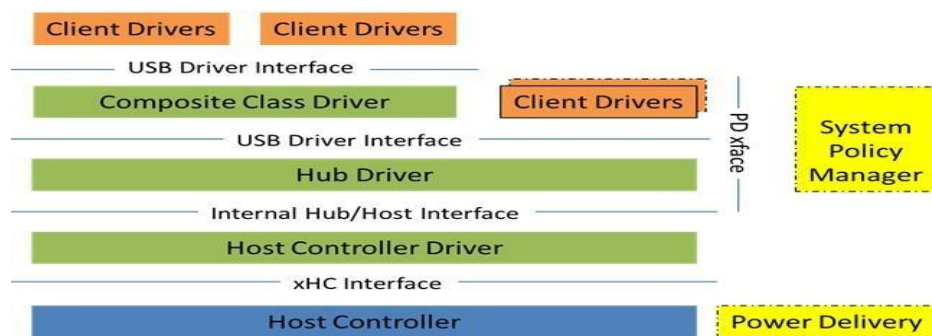 Client Drivers
Client Drivers
USB Driver Interface
Composite Class Driver
Client Drivers
PD xface
System
Policy
Manager
USB Driver Interface
Hub Driver
Internal Hub/Host Interface
Host Controller Driver
xHC Interface
Host Controller
Power Delivery